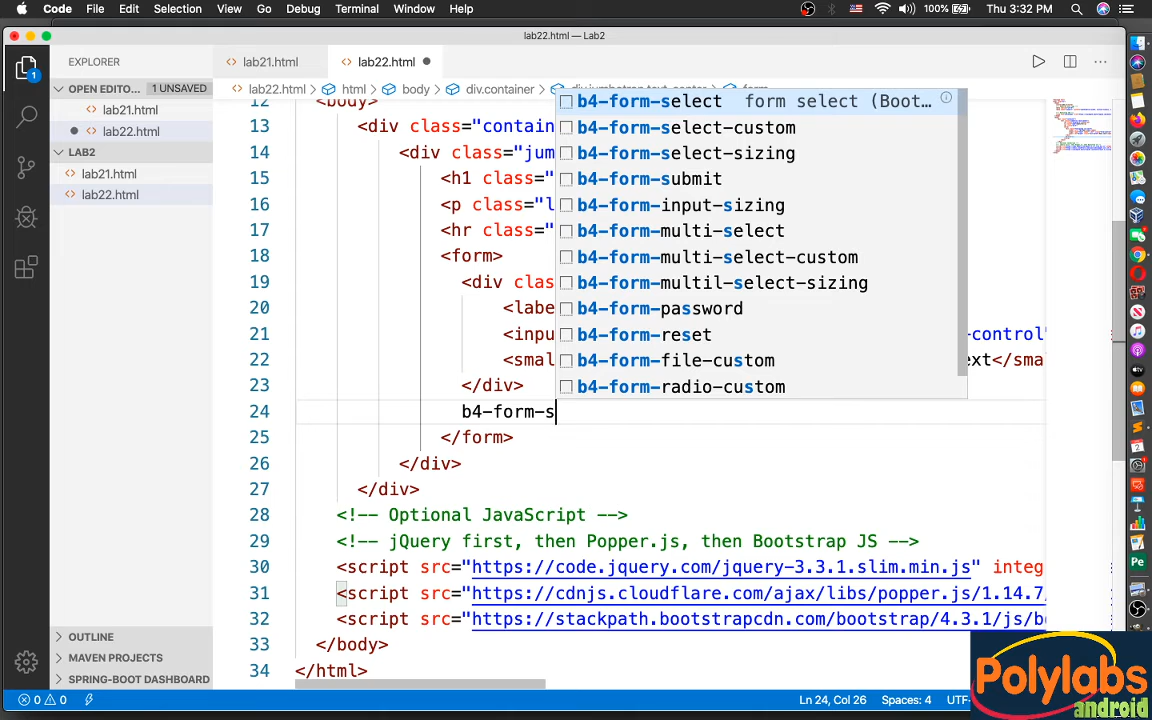 Code File Edit Selection View Go Debug Terminal Window Help 100% Thu 3:32 PM
lab22.html — Lab2
EXPLORER
lab21.html
lab22.html
OPEN EDITO... 1 UNSAVED
lab21.html
lab22.html
LAB2
lab21.html
lab22.html
OUTLINE
MAVEN PROJECTS
SPRING-BOOT DASHBOARD
1
lab22.html > html > body > div.container >
12 <body>
13 <div class="contain
14 <div class="jum
15 <h1 class="
16 <p class="l
17 <hr class="
18 <form>
19 <div clas
20 <labe
21 <inpu -control"
22 <smal ext</sma
23 </div>
24 b4-form-s
25 </form>
26 </div>
27 </div>
28 <!-- Optional JavaScript -->
29 <!-- jQuery first, then Popper.js, then Bootstrap JS -->
30 <script src="https://code.jquery.com/jquery-3.3.1.slim.min.js" integ
31 <script src="https://cdnjs.cloudflare.com/ajax/libs/popper.js/1.14.7/
32 <script src="https://stackpath.bootstrapcdn.com/bootstrap/4.3.1/js/bo
33 </body>
34 </html>
b4-form-select form select (Boot...
b4-form-select-custom
b4-form-select-sizing
b4-form-submit
b4-form-input-sizing
b4-form-multi-select
b4-form-multi-select-custom
b4-form-multil-select-sizing
b4-form-password
b4-form-reset
b4-form-file-custom
b4-form-radio-custom
0 0
Ln 24, Col 26 Spaces: 4 UTF-
Polylabs
android